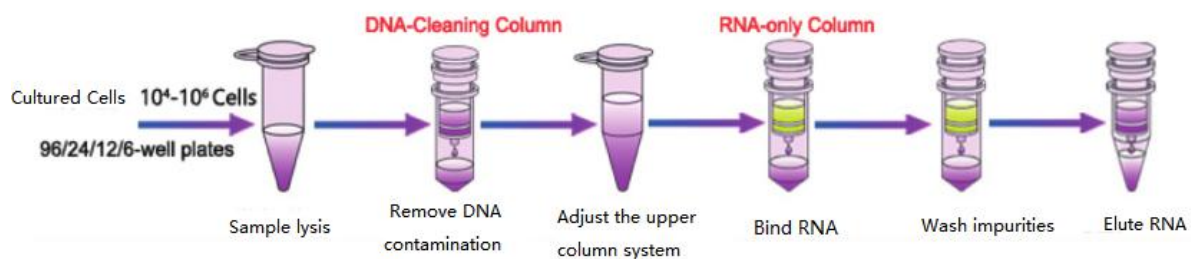 DNA-Cleaning Column
RNA-only Column
Cultured Cells
10⁴-10⁶ Cells
96/24/12/6-well plates
Sample lysis
Remove DNA
contamination
Adjust the upper
column system
Bind RNA
Wash impurities
Elute RNA